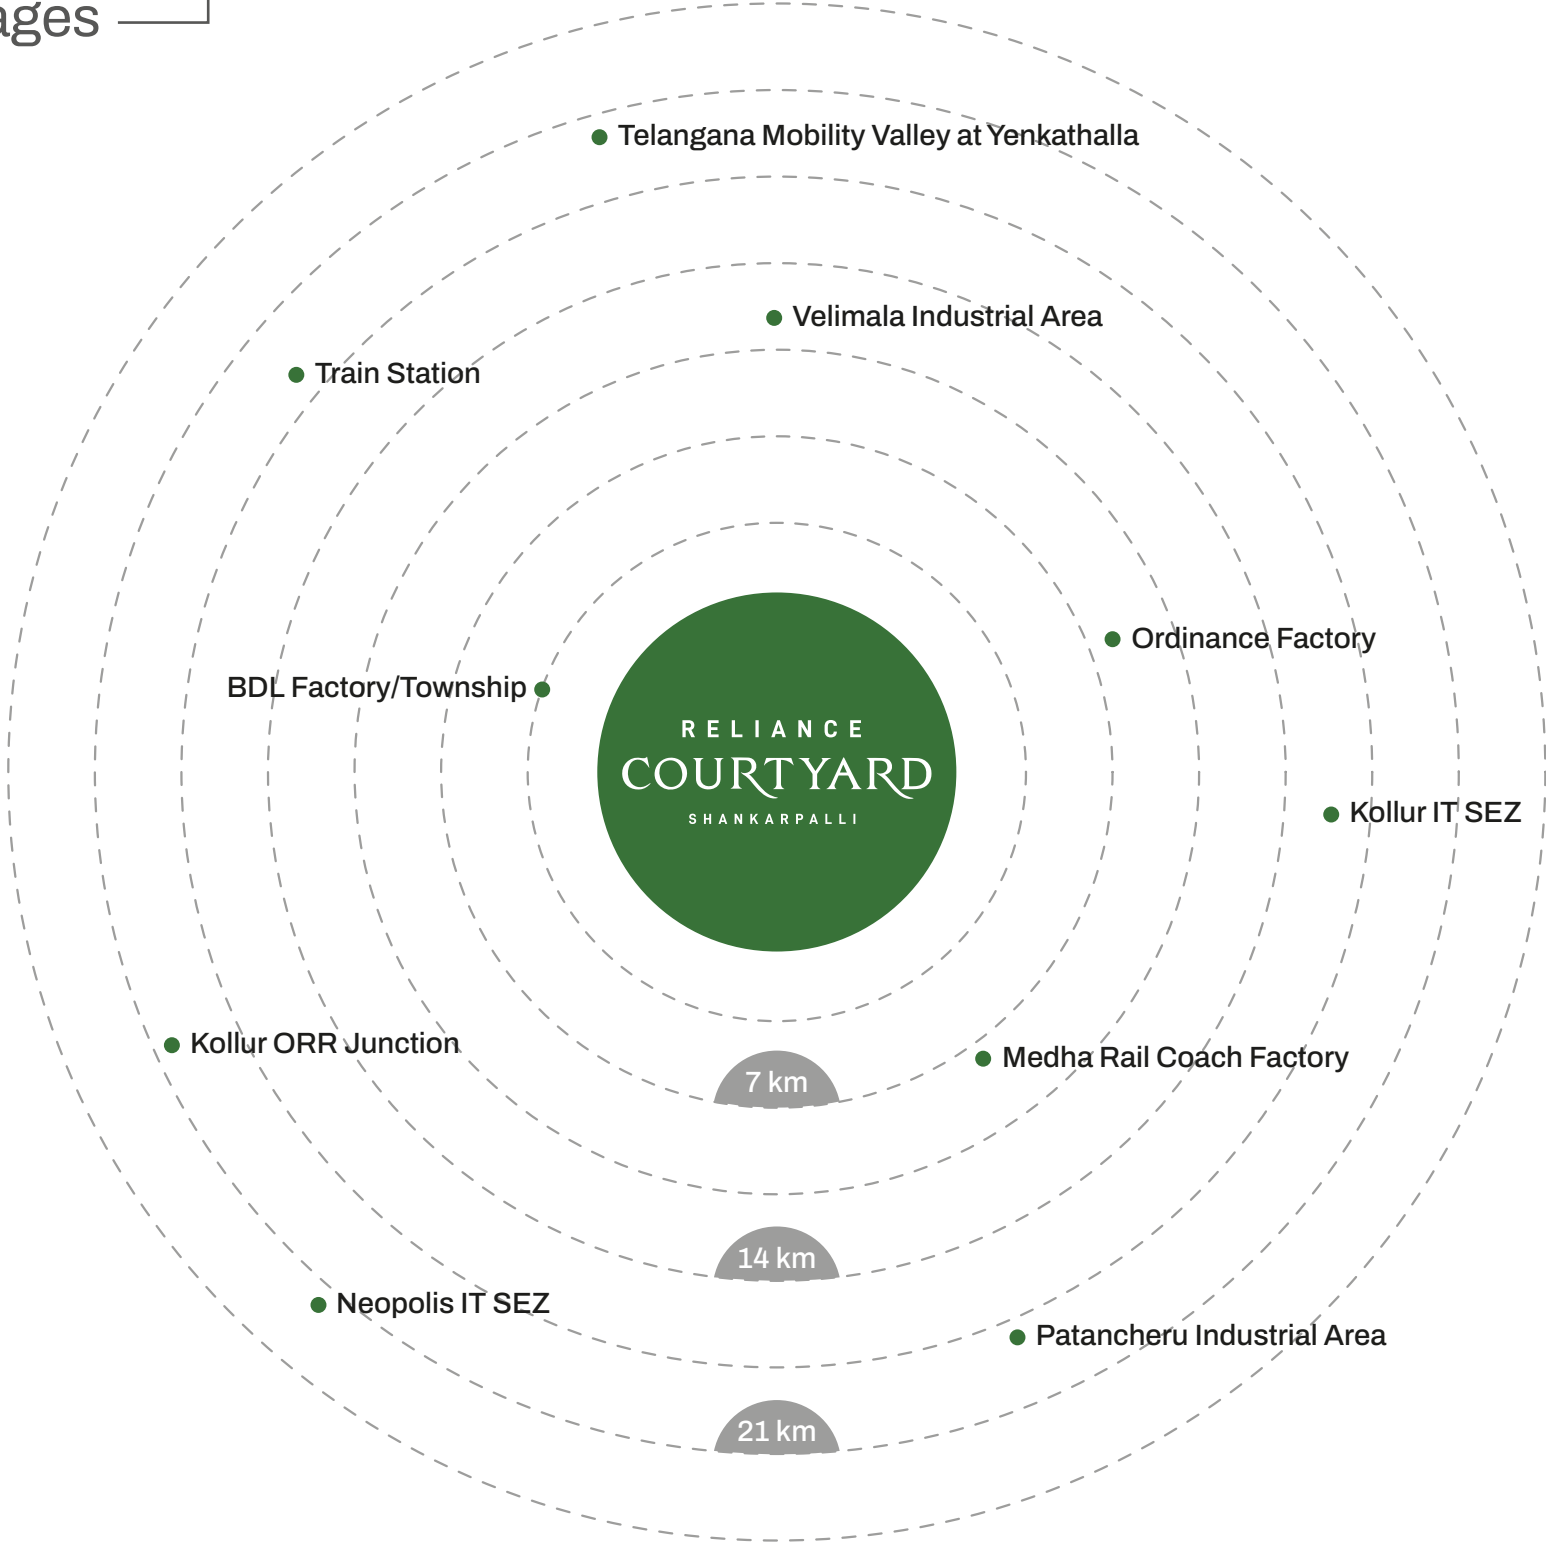 ages
Telangana Mobility Valley at Yenkathalla
Velimala Industrial Area
Train Station
Ordinance Factory
BDL Factory/Township
RELIANCE
COURTYARD
SHANKARPALLI
Kollur IT SEZ
Kollur ORR Junction
Medha Rail Coach Factory
7 km
14 km
Neopolis IT SEZ
Patancheru Industrial Area
21 km